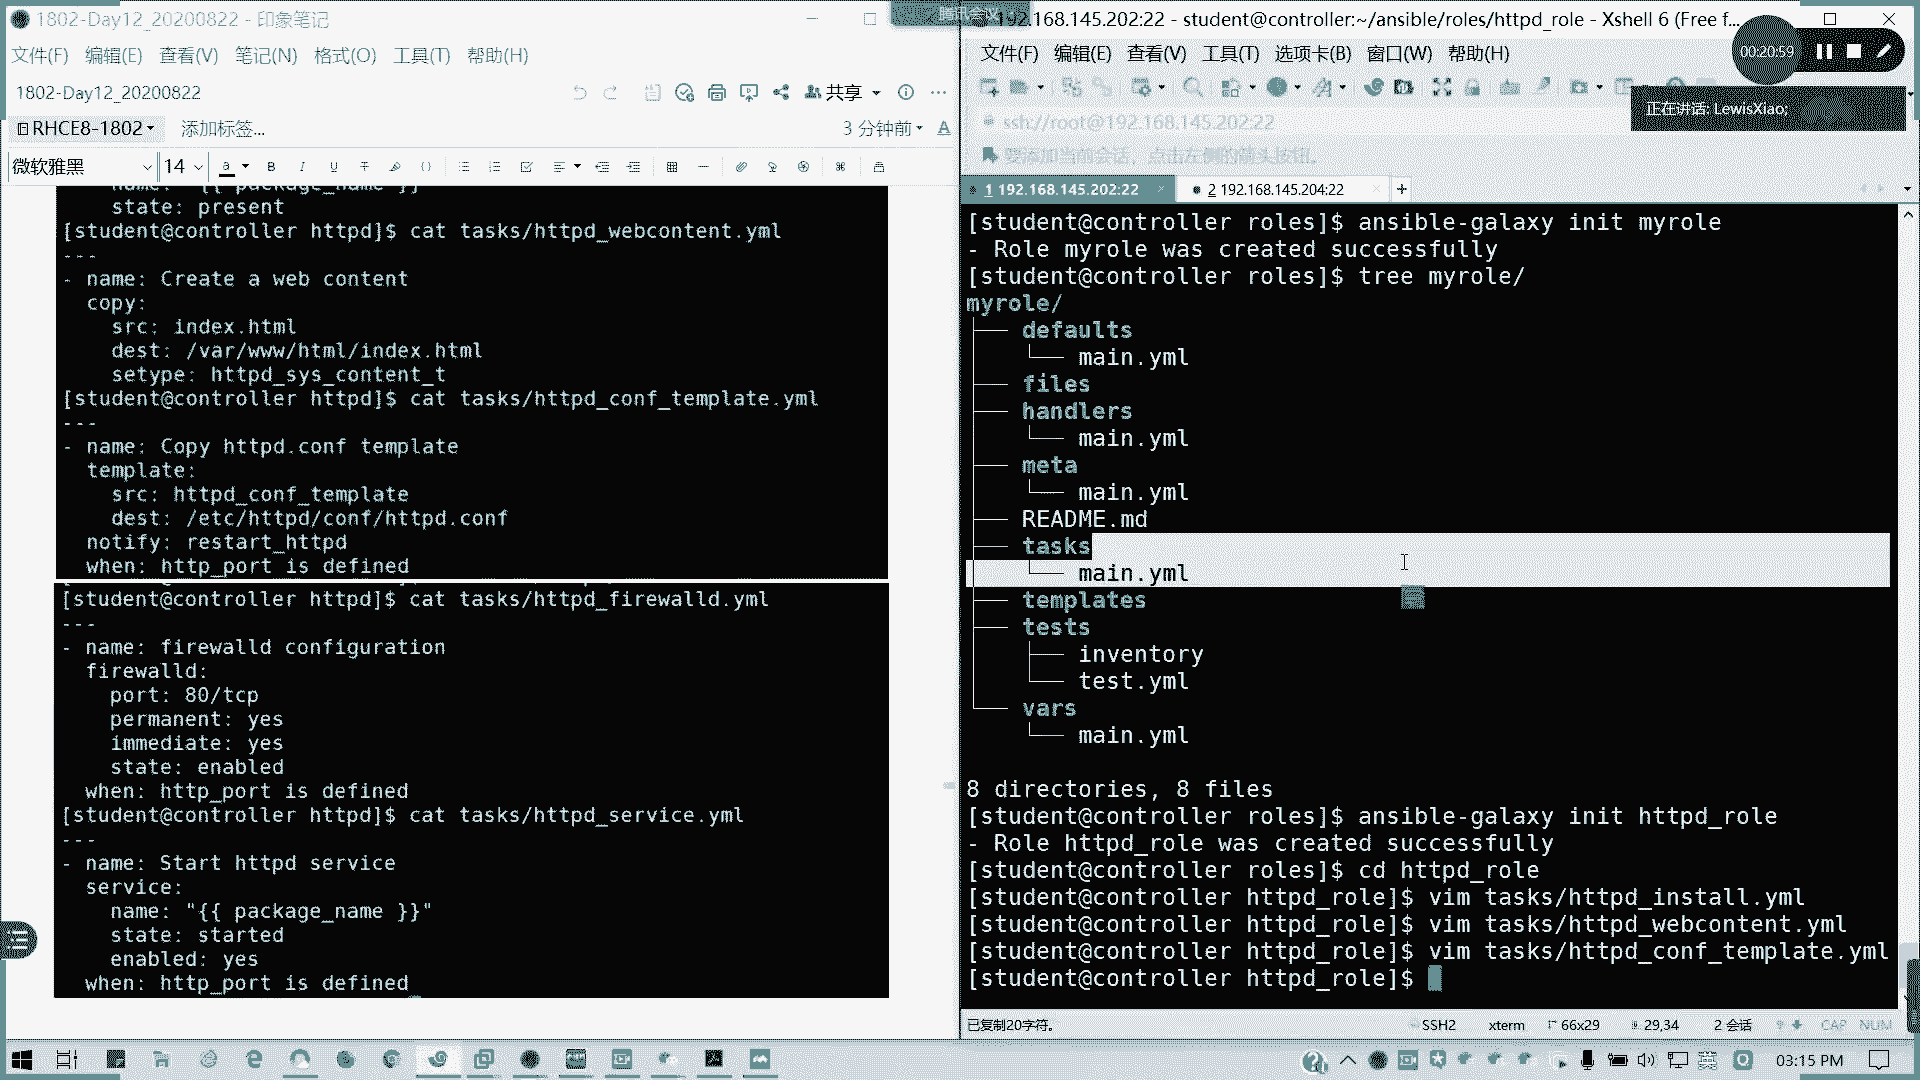 1802-Day12_20200822 - 印象笔记
文件(F) 编辑(E) 查看(V) 笔记(N) 格式(O) 工具(T) 帮助(H)
1802-Day12_20200822
共享
RHCE8-1802 添加标签...
3 分钟前
微软雅黑 14
name: "{{ package_name }}"
state: present
[student@controller httpd]$ cat tasks/httpd_webcontent.yml
---
- name: Create a web content
copy:
src: index.html
dest: /var/www/html/index.html
setype: httpd_sys_content_t
[student@controller httpd]$ cat tasks/httpd_conf_template.yml
---
- name: Copy httpd.conf template
template:
src: httpd_conf_template
dest: /etc/httpd/conf/httpd.conf
notify: restart_httpd
when: http_port is defined
[student@controller httpd]$ cat tasks/httpd_firewalld.yml
---
- name: firewalld configuration
firewalld:
port: 80/tcp
permanent: yes
immediate: yes
state: enabled
when: http_port is defined
[student@controller httpd]$ cat tasks/httpd_service.yml
---
- name: Start httpd service
service:
name: "{{ package_name }}"
state: started
enabled: yes
when: http_port is defined
腾讯会议
192.168.145.202:22 - student@controller:~/ansible/roles/httpd_role - Xshell 6 (Free f...
文件(F) 编辑(E) 查看(V) 工具(T) 选项卡(B) 窗口(W) 帮助(H)
00:20:59
正在讲话: LewisXiao;
ssh://root@192.168.145.202:22
要添加当前会话，点击左侧的箭头按钮。
1 192.168.145.202:22 × 2 192.168.145.204:22 × +
[student@controller roles]$ ansible-galaxy init myrole
- Role myrole was created successfully
[student@controller roles]$ tree myrole/
myrole/
├── defaults
│   └── main.yml
├── files
├── handlers
│   └── main.yml
├── meta
│   └── main.yml
├── README.md
├── tasks
│   └── main.yml
├── templates
├── tests
│   ├── inventory
│   └── test.yml
└── vars
    └── main.yml
8 directories, 8 files
[student@controller roles]$ ansible-galaxy init httpd_role
- Role httpd_role was created successfully
[student@controller roles]$ cd httpd_role
[student@controller httpd_role]$ vim tasks/httpd_install.yml
[student@controller httpd_role]$ vim tasks/httpd_webcontent.yml
[student@controller httpd_role]$ vim tasks/httpd_conf_template.yml
[student@controller httpd_role]$
已复制20字符。 SSH2 xterm 66x29 29,34 2 会话 CAP NUM
英 03:15 PM